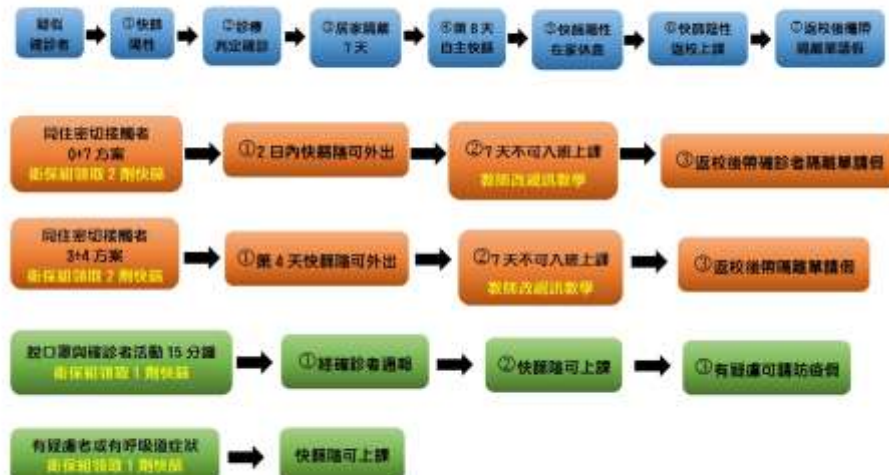 疑似
確診者
①快篩
陽性
②診療
判定確診
③居家隔離
7 天
④第 8 天
自主快篩
⑤快篩陽性
在家休息
⑥快篩陰性
返校上課
⑦返校後攜帶
隔離單請假
同住密切接觸者
0+7 方案
衛保組領取 2 劑快篩
①2 日內快篩陰可外出
②7 天不可入班上課
教師改視訊教學
③返校後帶確診者隔離單請假
同住密切接觸者
3+4 方案
衛保組領取 2 劑快篩
①第 4 天快篩陰可外出
②7 天不可入班上課
教師改視訊教學
③返校後帶隔離單請假
脫口罩與確診者活動 15 分鐘
衛保組領取 1 劑快篩
①經確診者通報
②快篩陰可上課
③有疑慮可請防疫假
有疑慮者或有呼吸道症狀
衛保組領取 1 劑快篩
快篩陰可上課